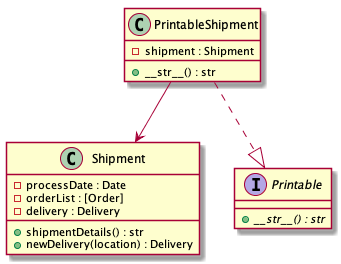 C PrintableShipment
shipment : Shipment
__str__() : str
C Shipment
processDate : Date
orderList : [Order]
delivery : Delivery
shipmentDetails() : str
newDelivery(location) : Delivery
I Printable
__str__() : str